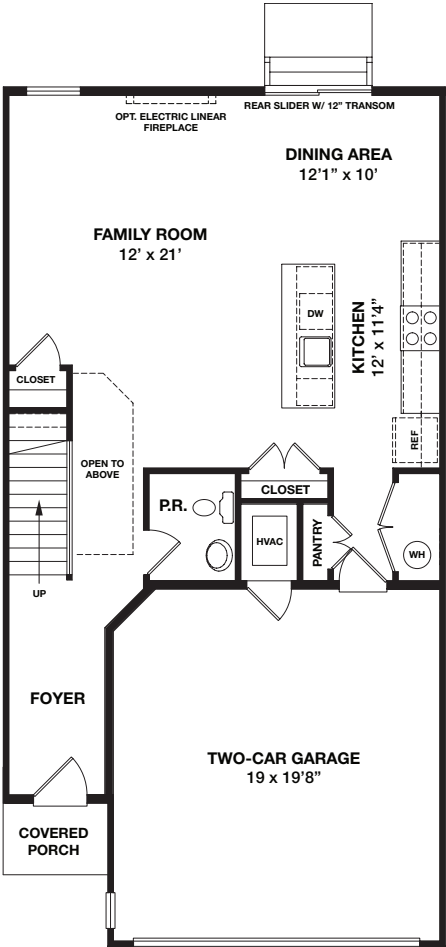 REAR SLIDER W/ 12" TRANSOM
OPT. ELECTRIC LINEAR
FIREPLACE
DINING AREA
12'1" x 10'
FAMILY ROOM
12' x 21'
DW
KITCHEN
12' x 11'4"
CLOSET
REF
OPEN TO
ABOVE
CLOSET
P.R.
HVAC
PANTRY
WH
UP
FOYER
TWO-CAR GARAGE
19 x 19'8"
COVERED
PORCH